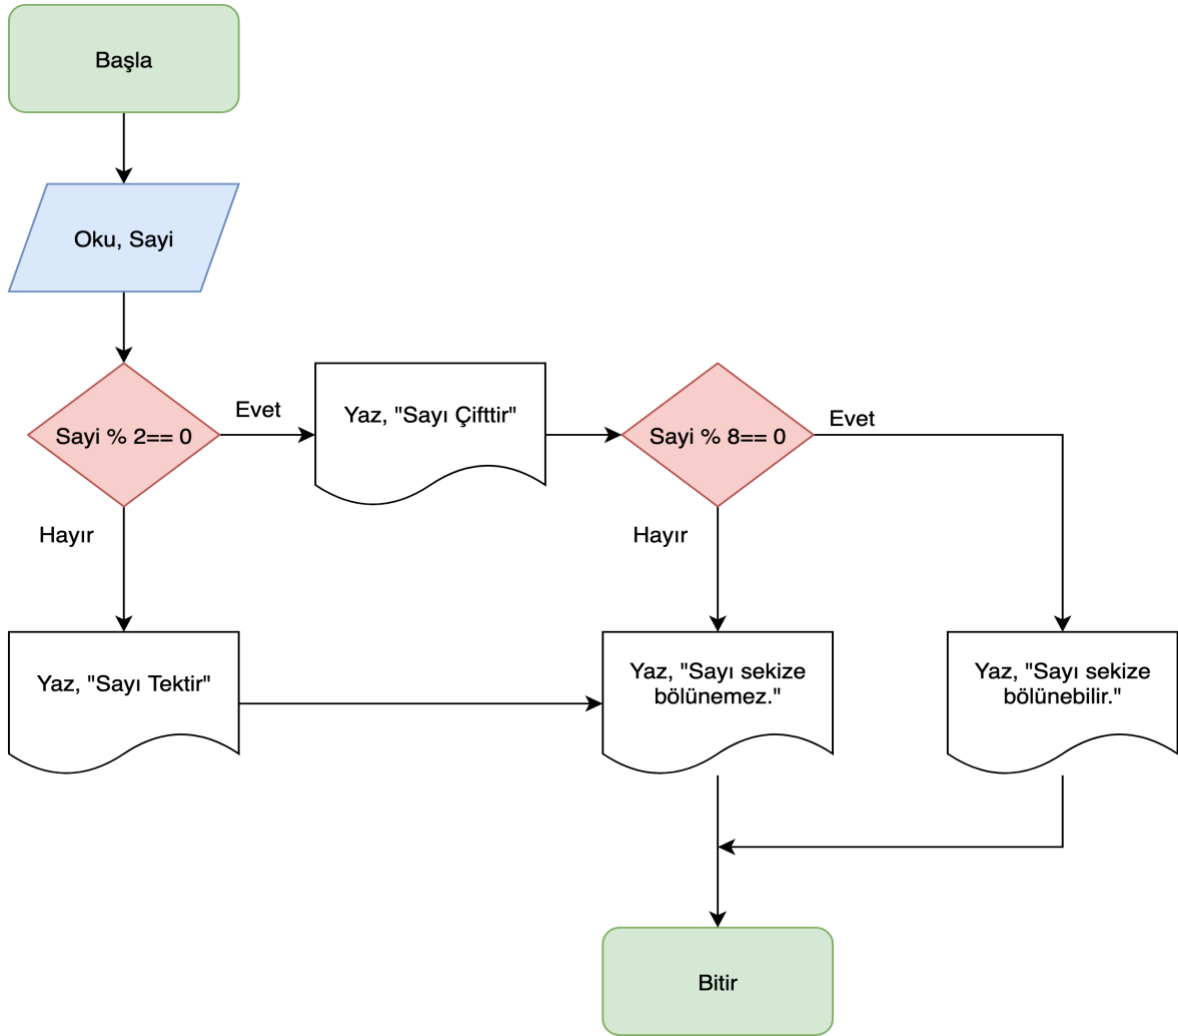 Başla
Oku, Sayi
Sayi % 2== 0
Evet
Yaz, "Sayı Çifttir"
Sayi % 8== 0
Evet
Hayır
Hayır
Yaz, "Sayı Tektir"
Yaz, "Sayı sekize
bölünemez."
Yaz, "Sayı sekize
bölünebilir."
Bitir